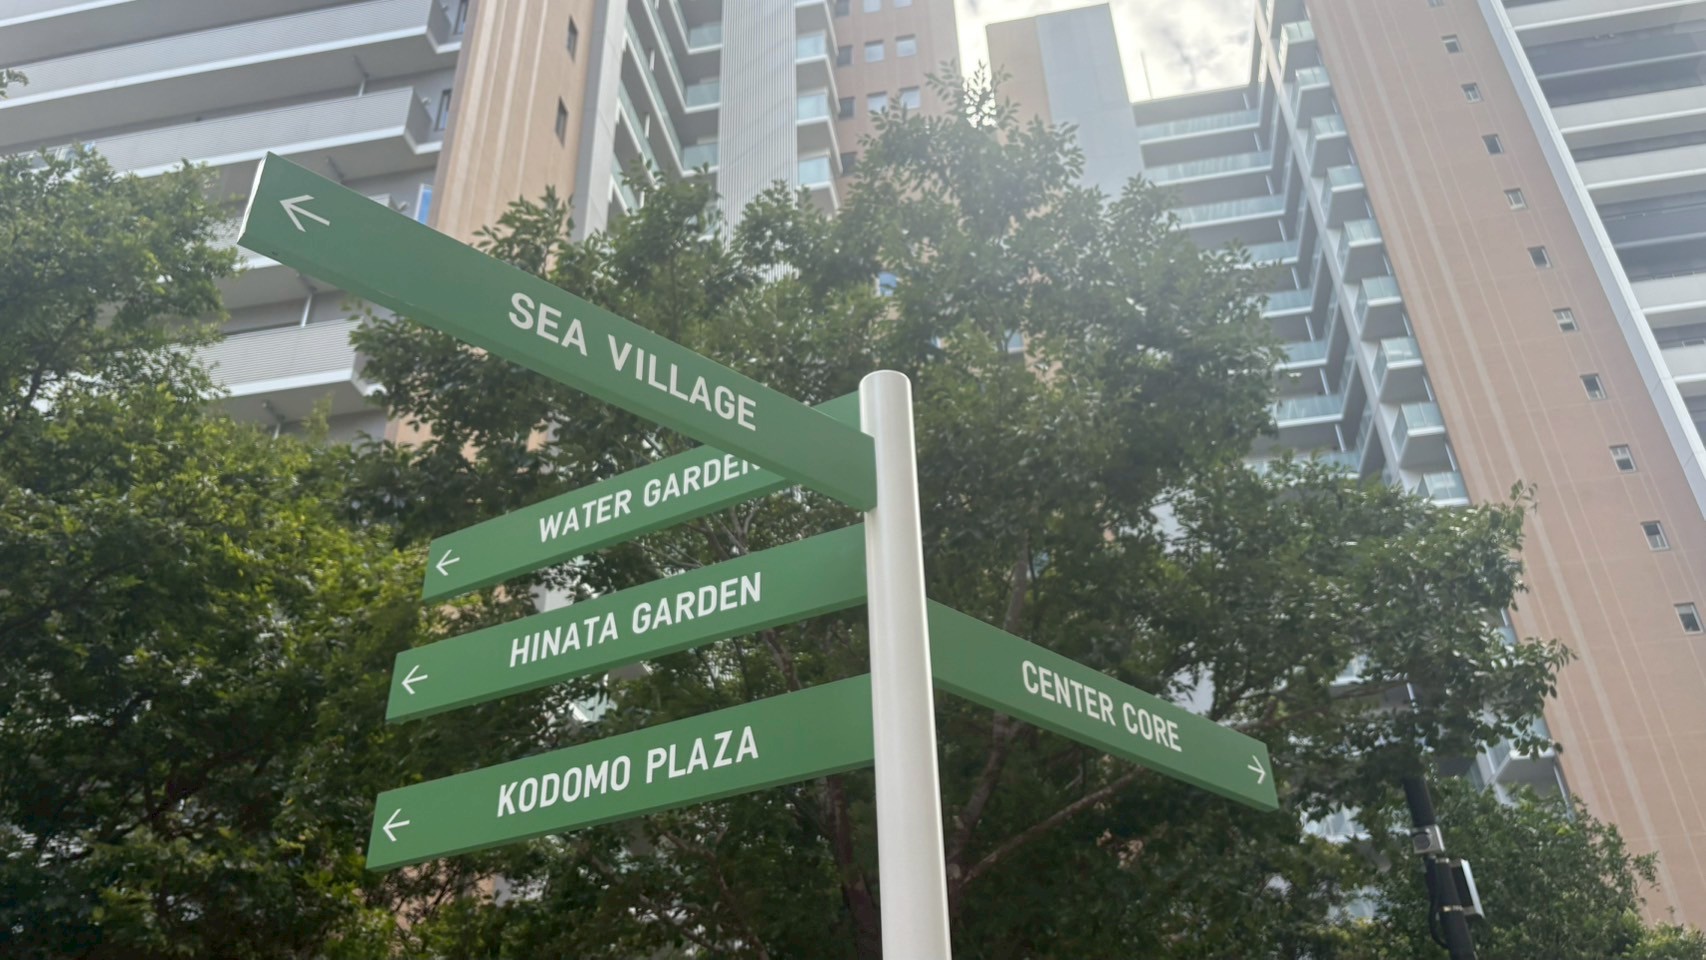 SEA VILLAGE
WATER GARDEN
HINATA GARDEN
KODOMO PLAZA
CENTER CORE